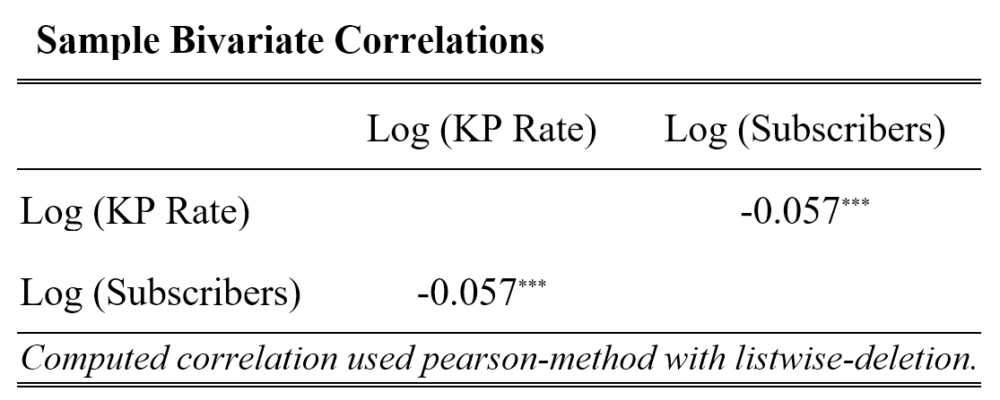 Sample Bivariate Correlations
Log (KP Rate) Log (Subscribers)
Log (KP Rate) -0.057***
Log (Subscribers) -0.057***
Computed correlation used pearson-method with listwise-deletion.